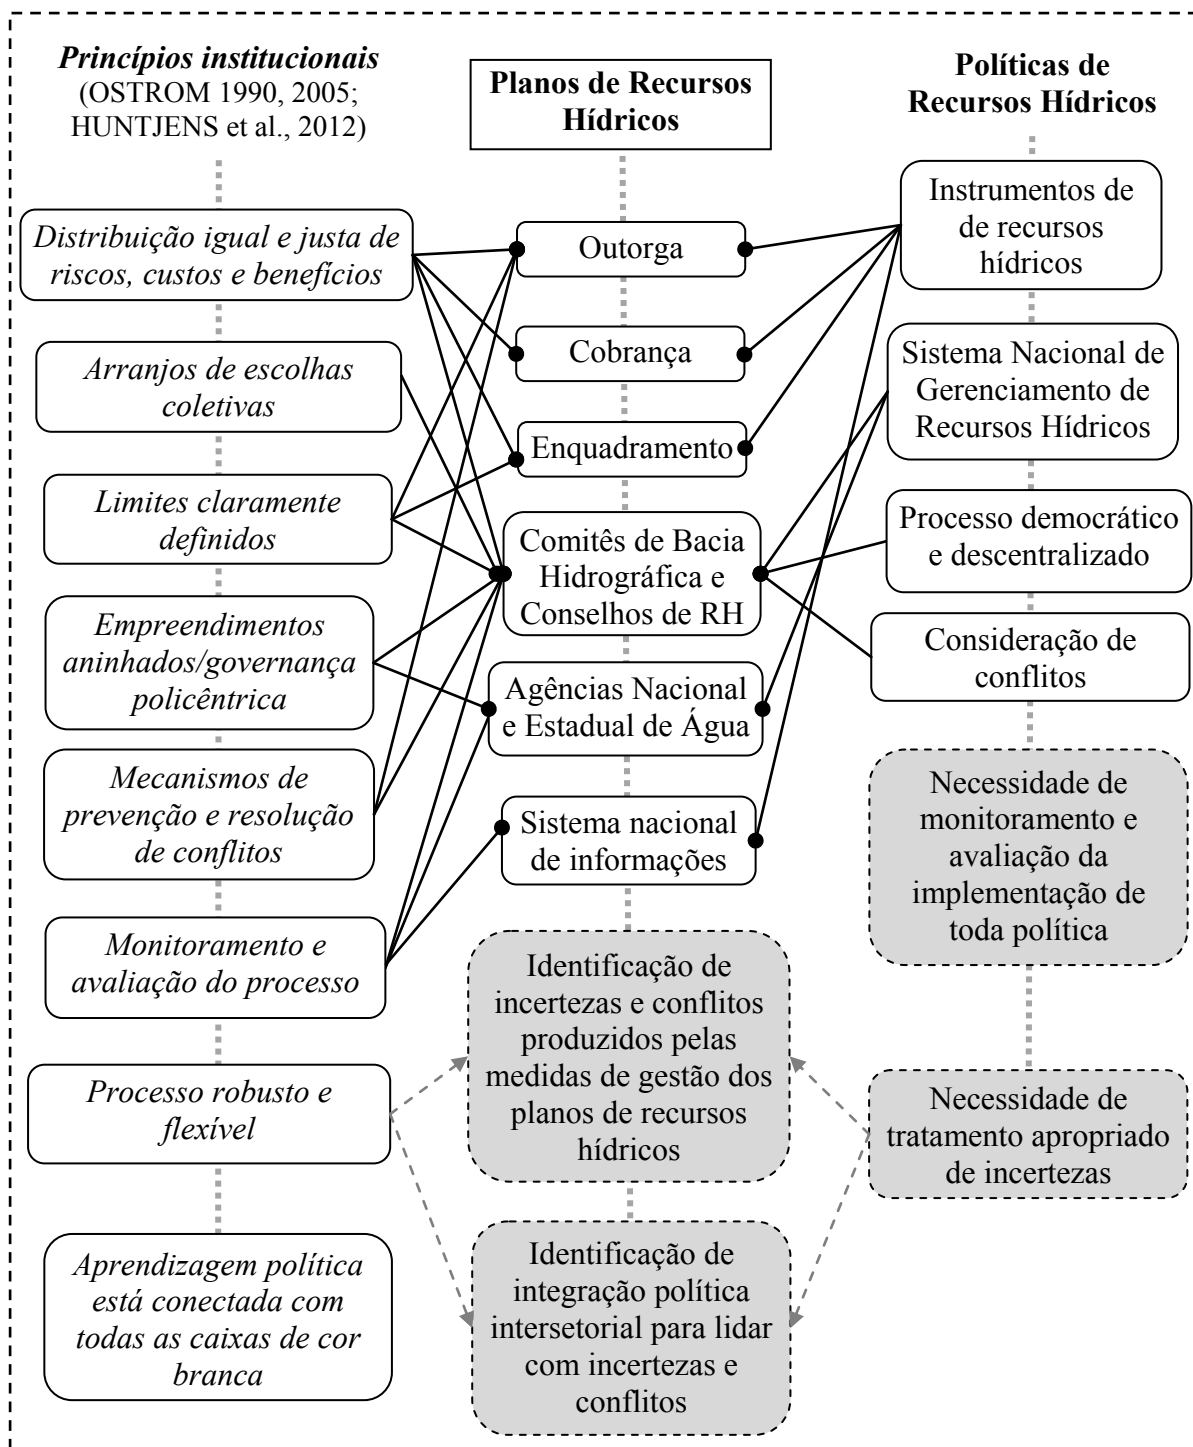 Princípios institucionais
(OSTROM 1990, 2005;
HUNTJENS et al., 2012)
Distribuição igual e justa de
riscos, custos e benefícios
Arranjos de escolhas
coletivas
Limites claramente
definidos
Empreendimentos
aninhados/governança
policêntrica
Mecanismos de
prevenção e resolução
de conflitos
Monitoramento e
avaliação do processo
Processo robusto e
flexível
Aprendizagem política
está conectada com
todas as caixas de cor
branca
Planos de Recursos
Hídricos
Outorga
Cobrança
Enquadramento
Comitês de Bacia
Hidrográfica e
Conselhos de RH
Agências Nacional
e Estadual de Água
Sistema nacional
de informações
Identificação de
incertezas e conflitos
produzidos pelas
medidas de gestão dos
planos de recursos
hídricos
Identificação de
integração política
intersetorial para lidar
com incertezas e
conflitos
Políticas de
Recursos Hídricos
Instrumentos de
de recursos
hídricos
Sistema Nacional de
Gerenciamento de
Recursos Hídricos
Processo democrático
e descentralizado
Consideração de
conflitos
Necessidade de
monitoramento e
avaliação da
implementação de
toda política
Necessidade de
tratamento apropriado
de incertezas